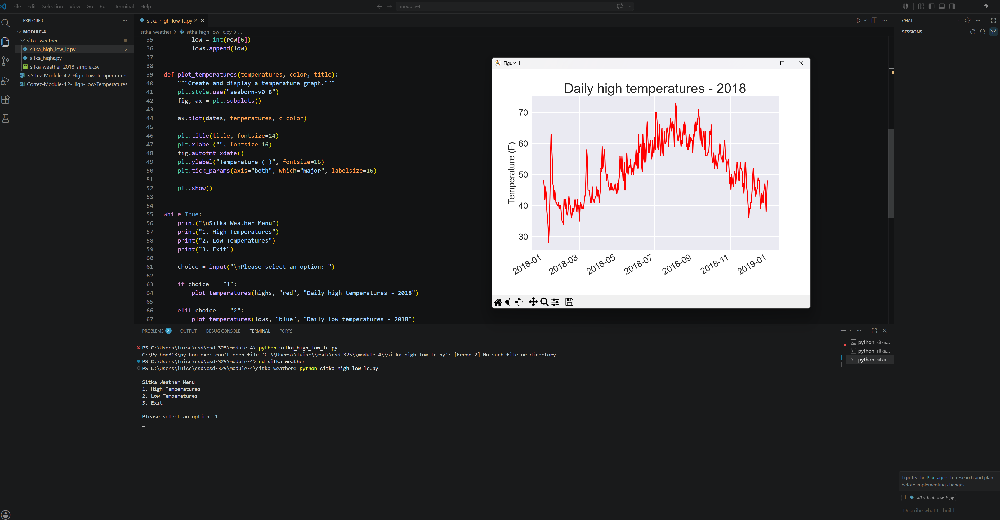 File Edit Selection View Go Run Terminal Help
module-4
EXPLORER
MODULE-4
sitka_weather
sitka_high_low_lc.py 2
sitka_highs.py
sitka_weather_2018_simple.csv
~$rtez-Module-4.2-High-Low-Temperatures....
Cortez-Module-4.2-High-Low-Temperatures....
sitka_high_low_lc.py 2
sitka_weather > sitka_high_low_lc.py > ...
35 low = int(row[6])
36 lows.append(low)
37
38
39 def plot_temperatures(temperatures, color, title):
40 """Create and display a temperature graph."""
41 plt.style.use("seaborn-v0_8")
42 fig, ax = plt.subplots()
43
44 ax.plot(dates, temperatures, c=color)
45
46 plt.title(title, fontsize=24)
47 plt.xlabel("", fontsize=16)
48 fig.autofmt_xdate()
49 plt.ylabel("Temperature (F)", fontsize=16)
50 plt.tick_params(axis="both", which="major", labelsize=16)
51
52 plt.show()
53
54
55 while True:
56 print("\nSitka Weather Menu")
57 print("1. High Temperatures")
58 print("2. Low Temperatures")
59 print("3. Exit")
60
61 choice = input("\nPlease select an option: ")
62
63 if choice == "1":
64 plot_temperatures(highs, "red", "Daily high temperatures - 2018")
65
66 elif choice == "2":
67 plot_temperatures(lows, "blue", "Daily low temperatures - 2018")
Figure 1
Daily high temperatures - 2018
Temperature (F)
70
60
50
40
30
2018-01 2018-03 2018-05 2018-07 2018-09 2018-11 2019-01
PROBLEMS 2 OUTPUT DEBUG CONSOLE TERMINAL PORTS
PS C:\Users\luisc\csd\csd-325\module-4> python sitka_high_low_lc.py
C:\Python313\python.exe: can't open file 'C:\\Users\\luisc\\csd\\csd-325\\module-4\\sitka_high_low_lc.py': [Errno 2] No such file or directory
PS C:\Users\luisc\csd\csd-325\module-4> cd sitka_weather
PS C:\Users\luisc\csd\csd-325\module-4\sitka_weather> python sitka_high_low_lc.py
Sitka Weather Menu
1. High Temperatures
2. Low Temperatures
3. Exit
Please select an option: 1
python sitka...
python sitka...
python sitka...
CHAT
SESSIONS
Tip: Try the Plan agent to research and plan
before implementing changes.
sitka_high_low_lc.py
Describe what to build